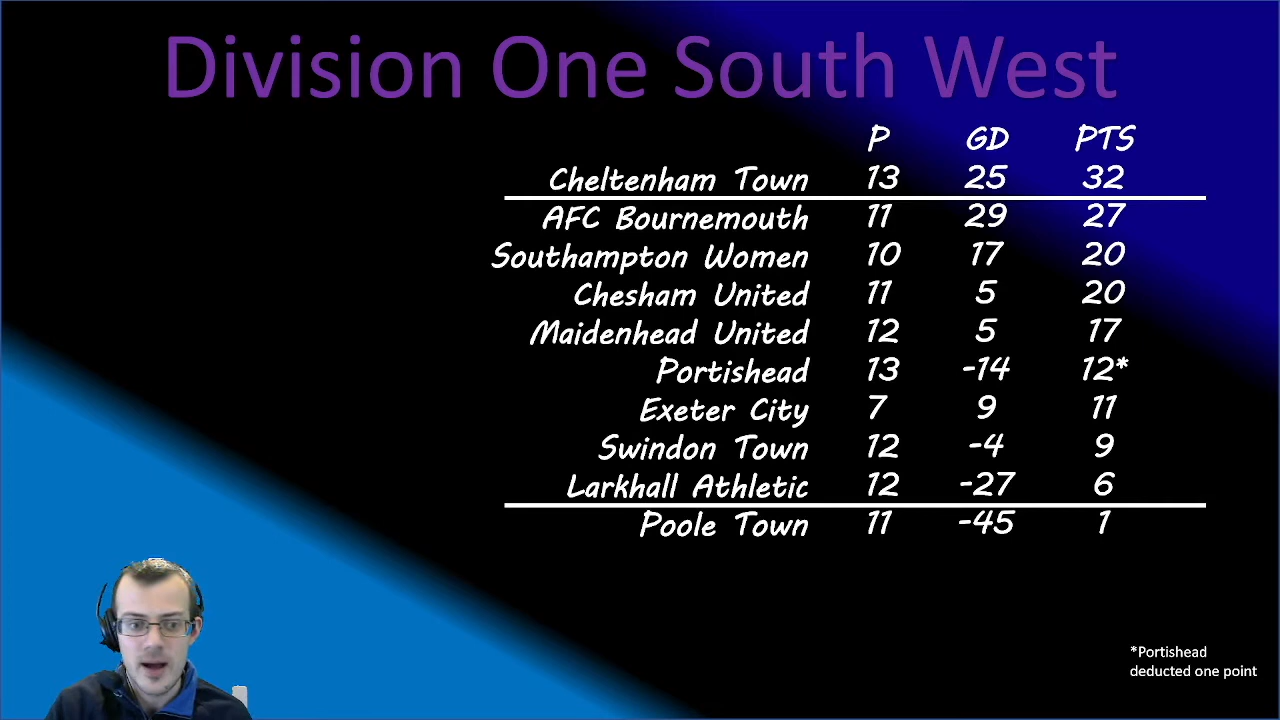 Division One South West
P GD PTS
Cheltenham Town 13 25 32
AFC Bournemouth 11 29 27
Southampton Women 10 17 20
Chesham United 11 5 20
Maidenhead United 12 5 17
Portishead 13 -14 12*
Exeter City 7 9 11
Swindon Town 12 -4 9
Larkhall Athletic 12 -27 6
Poole Town 11 -45 1
*Portishead
deducted one point